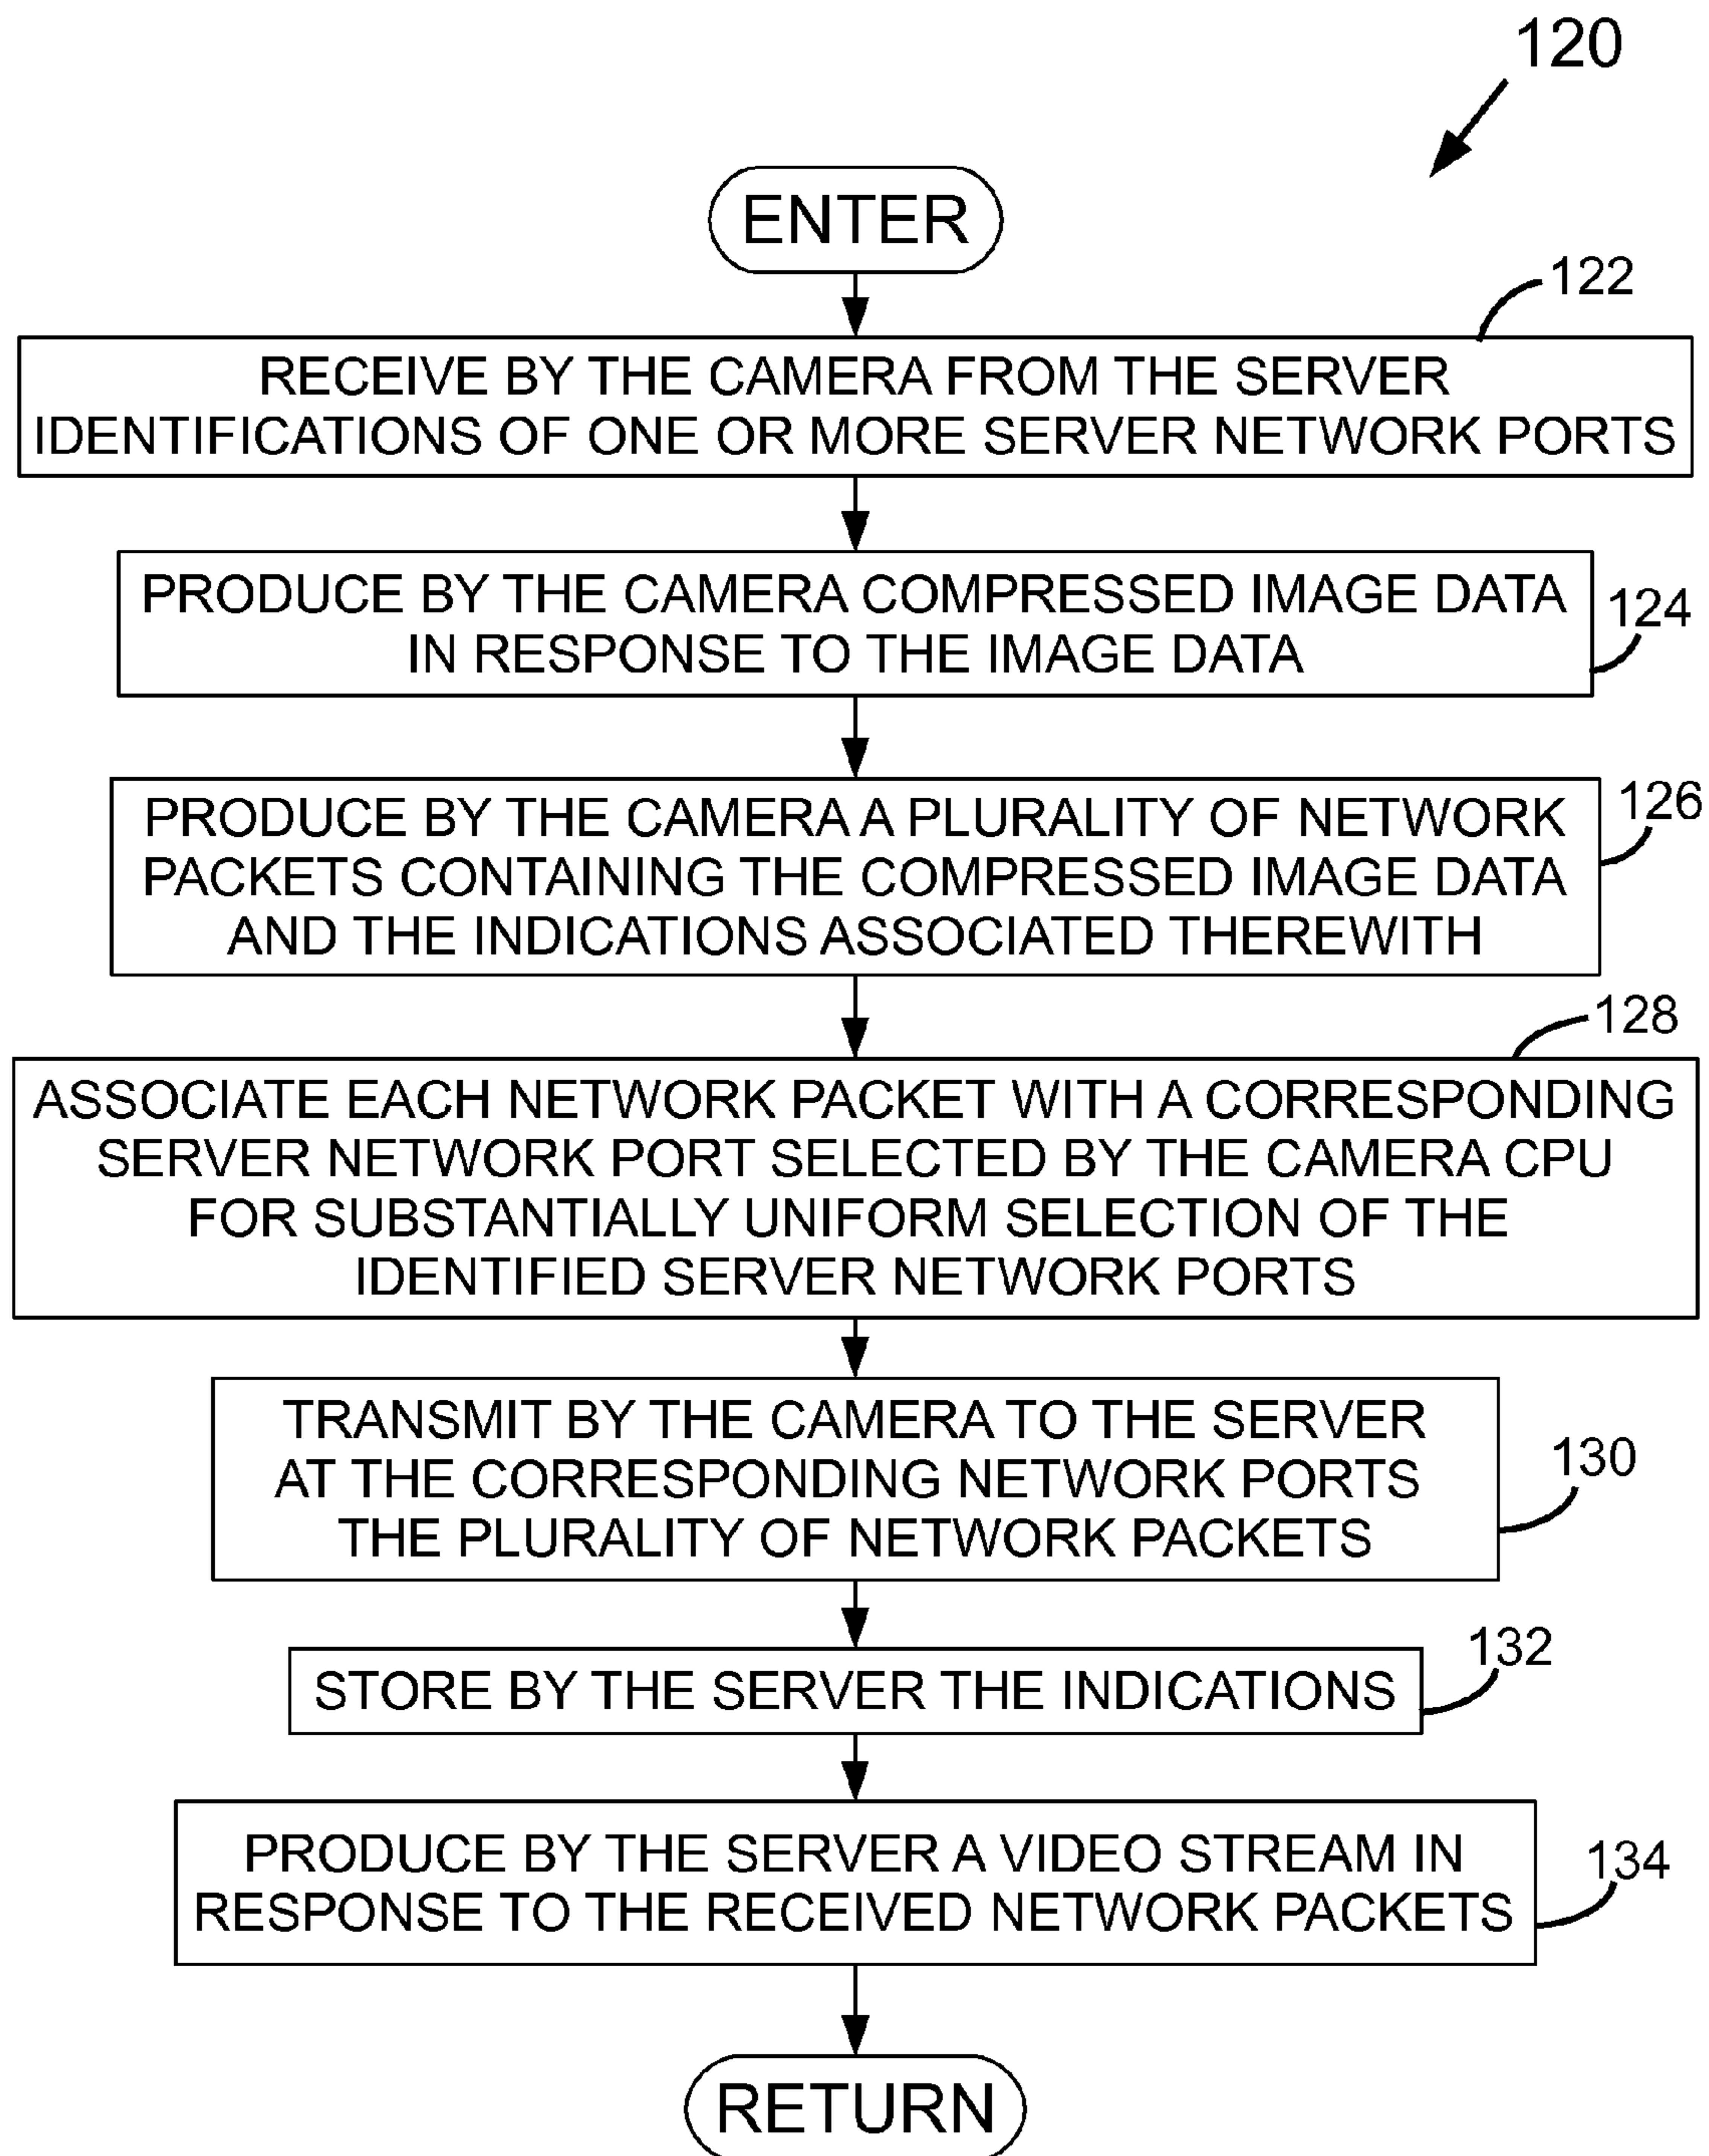 120
ENTER
122
RECEIVE BY THE CAMERA FROM THE SERVER
IDENTIFICATIONS OF ONE OR MORE SERVER NETWORK PORTS
PRODUCE BY THE CAMERA COMPRESSED IMAGE DATA
IN RESPONSE TO THE IMAGE DATA
124
PRODUCE BY THE CAMERA A PLURALITY OF NETWORK
PACKETS CONTAINING THE COMPRESSED IMAGE DATA
AND THE INDICATIONS ASSOCIATED THEREWITH
126
128
ASSOCIATE EACH NETWORK PACKET WITH A CORRESPONDING
SERVER NETWORK PORT SELECTED BY THE CAMERA CPU
FOR SUBSTANTIALLY UNIFORM SELECTION OF THE
IDENTIFIED SERVER NETWORK PORTS
TRANSMIT BY THE CAMERA TO THE SERVER
AT THE CORRESPONDING NETWORK PORTS
THE PLURALITY OF NETWORK PACKETS
130
132
STORE BY THE SERVER THE INDICATIONS
PRODUCE BY THE SERVER A VIDEO STREAM IN
RESPONSE TO THE RECEIVED NETWORK PACKETS
134
RETURN